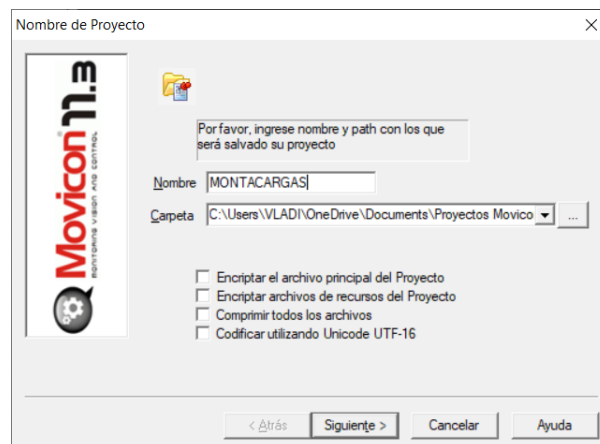 Nombre de Proyecto
Movicon 11.3
MONITORING VISION AND CONTROL
Por favor, ingrese nombre y path con los que
será salvado su proyecto
Nombre MONTACARGAS
Carpeta C:\Users\VLADI\OneDrive\Documents\Proyectos Movico ...
Encriptar el archivo principal del Proyecto
Encriptar archivos de recursos del Proyecto
Comprimir todos los archivos
Codificar utilizando Unicode UTF-16
< Atrás Siguiente > Cancelar Ayuda